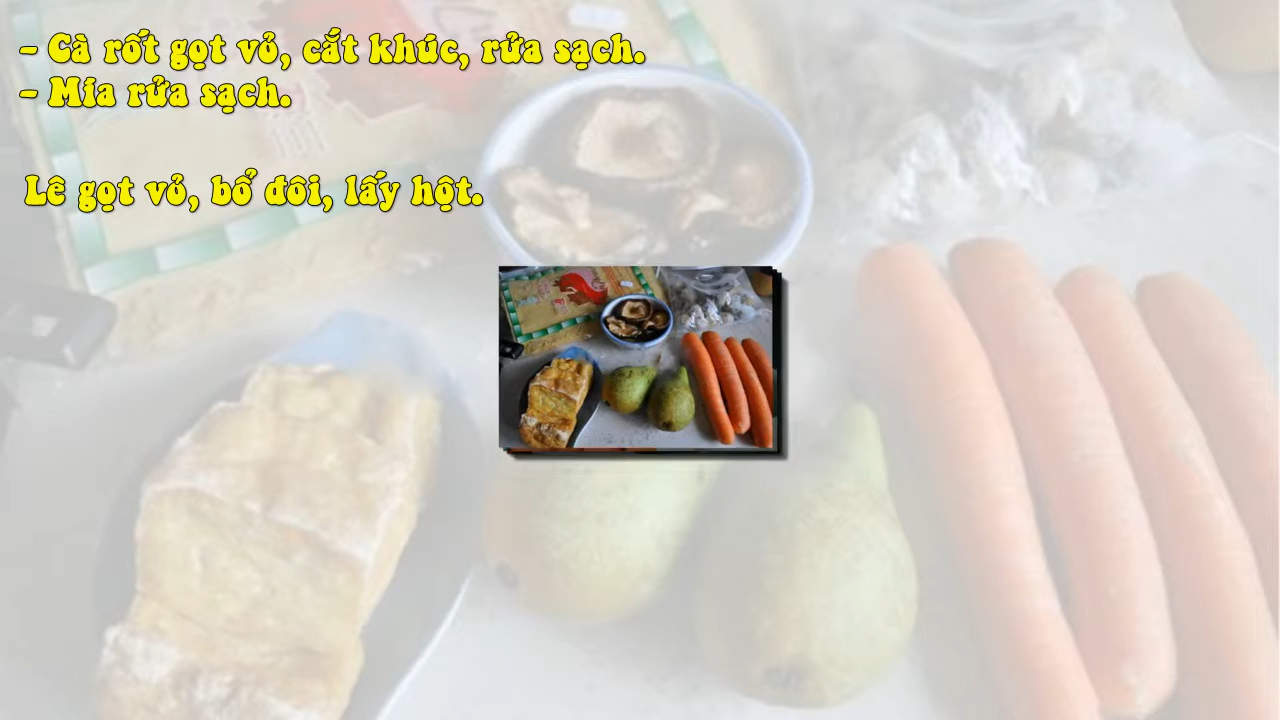 - Cà rốt gọt vỏ, cắt khúc, rửa sạch.
- Mía rửa sạch.
Lê gọt vỏ, bổ đôi, lấy hột.